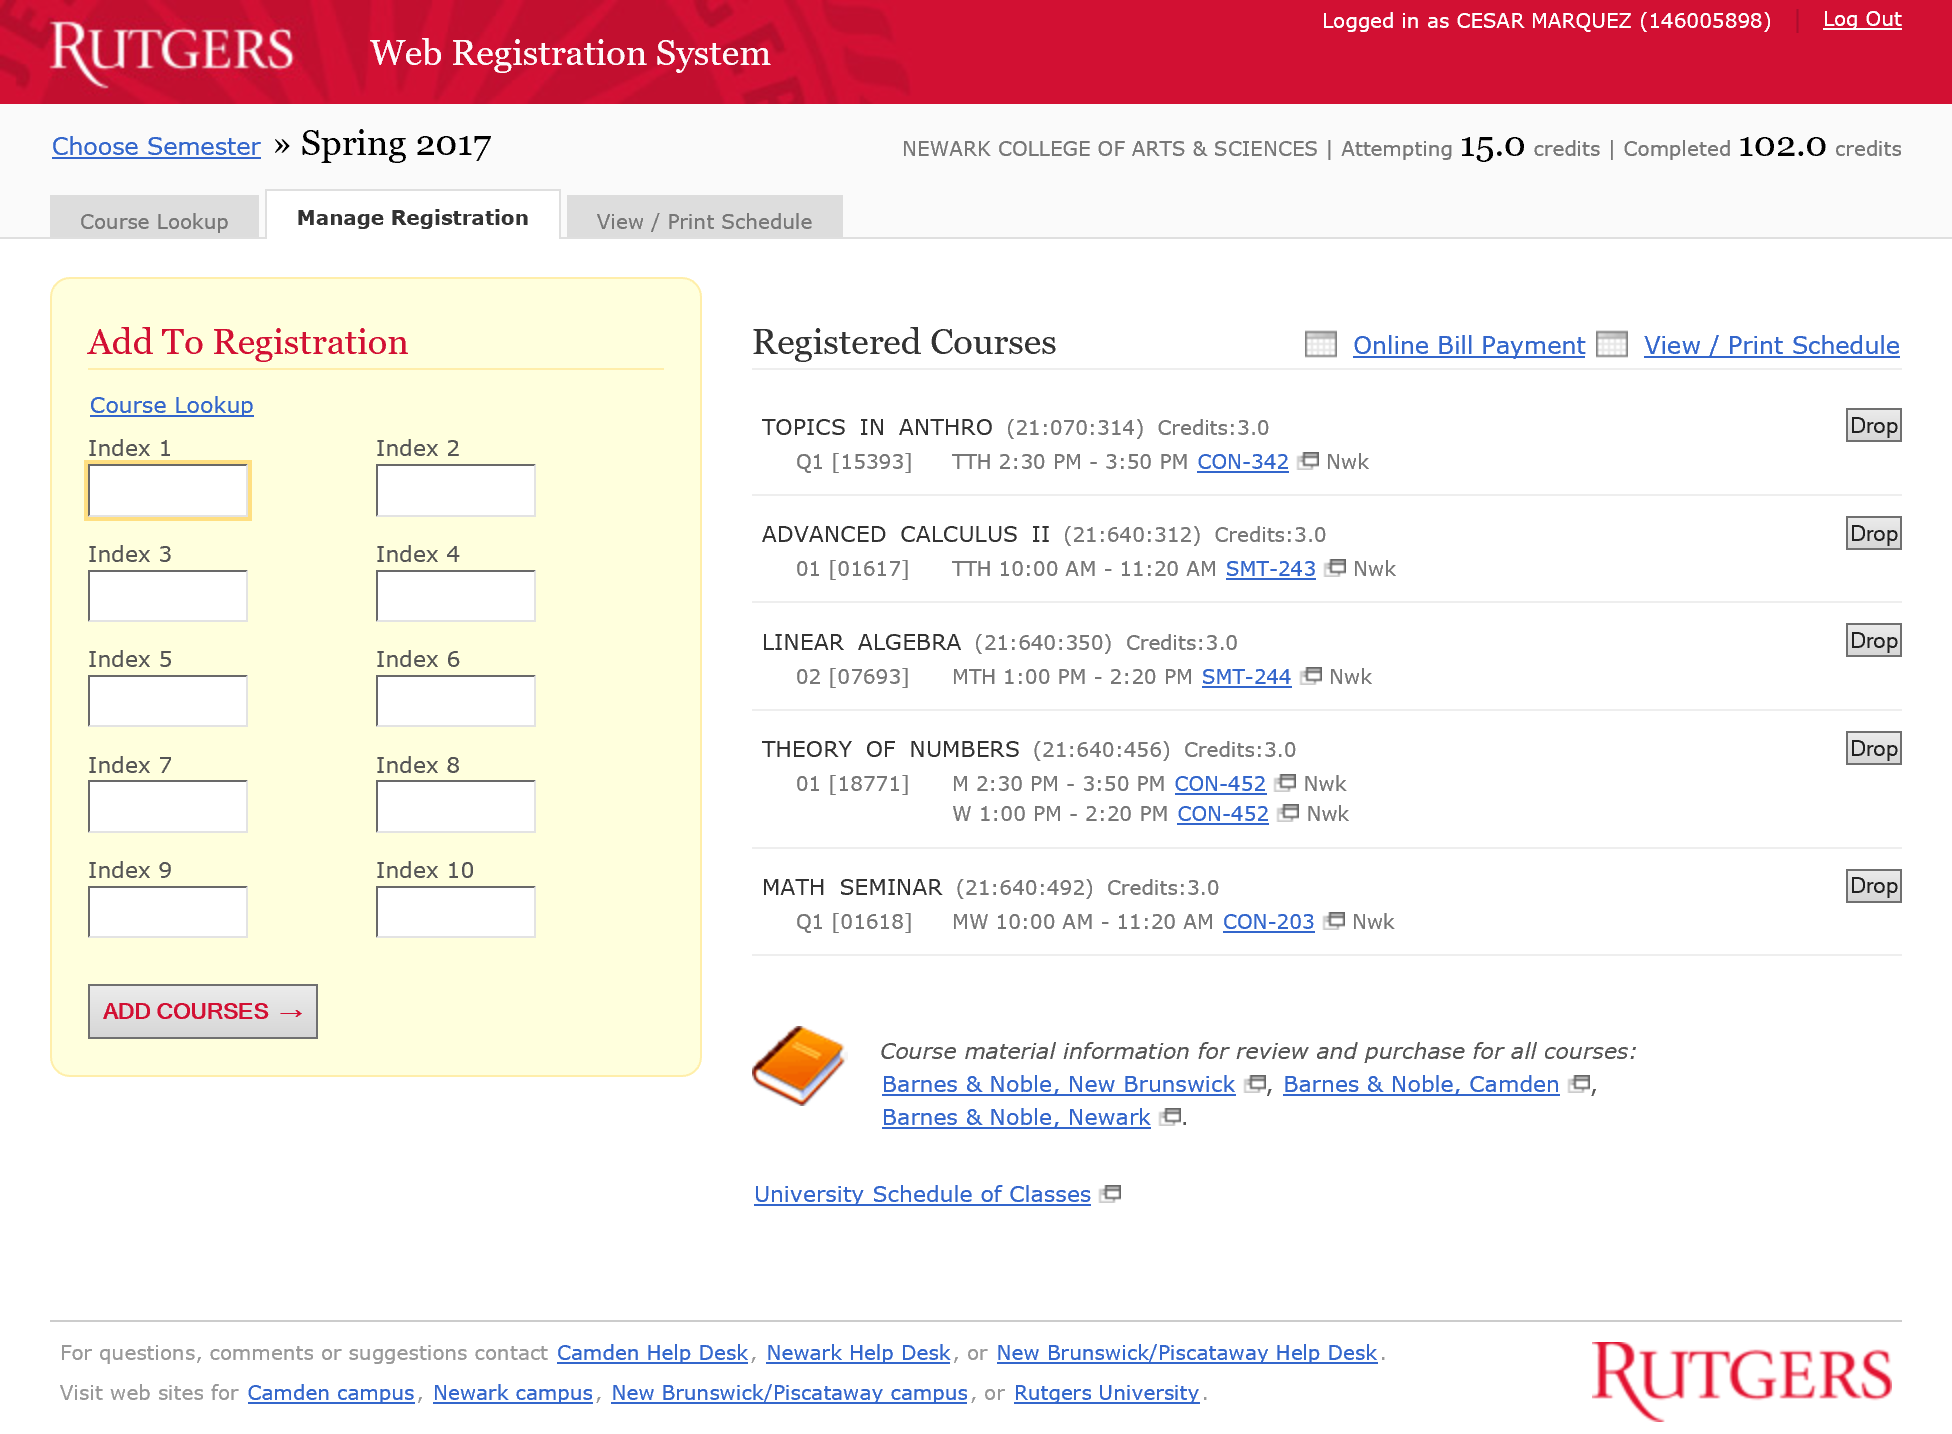 RUTGERS
Web Registration System
Logged in as CESAR MARQUEZ (146005898) | Log Out
Choose Semester » Spring 2017
NEWARK COLLEGE OF ARTS & SCIENCES | Attempting 15.0 credits | Completed 102.0 credits
Course Lookup
Manage Registration
View / Print Schedule
Add To Registration
Course Lookup
Index 1
Index 2
Index 3
Index 4
Index 5
Index 6
Index 7
Index 8
Index 9
Index 10
ADD COURSES →
Registered Courses
Online Bill Payment
View / Print Schedule
TOPICS IN ANTHRO (21:070:314) Credits:3.0
Drop
Q1 [15393] TTH 2:30 PM - 3:50 PM CON-342 Nwk
ADVANCED CALCULUS II (21:640:312) Credits:3.0
Drop
01 [01617] TTH 10:00 AM - 11:20 AM SMT-243 Nwk
LINEAR ALGEBRA (21:640:350) Credits:3.0
Drop
02 [07693] MTH 1:00 PM - 2:20 PM SMT-244 Nwk
THEORY OF NUMBERS (21:640:456) Credits:3.0
Drop
01 [18771] M 2:30 PM - 3:50 PM CON-452 Nwk
W 1:00 PM - 2:20 PM CON-452 Nwk
MATH SEMINAR (21:640:492) Credits:3.0
Drop
Q1 [01618] MW 10:00 AM - 11:20 AM CON-203 Nwk
Course material information for review and purchase for all courses:
Barnes & Noble, New Brunswick , Barnes & Noble, Camden ,
Barnes & Noble, Newark .
University Schedule of Classes
For questions, comments or suggestions contact Camden Help Desk, Newark Help Desk, or New Brunswick/Piscataway Help Desk.
Visit web sites for Camden campus, Newark campus, New Brunswick/Piscataway campus, or Rutgers University.
RUTGERS